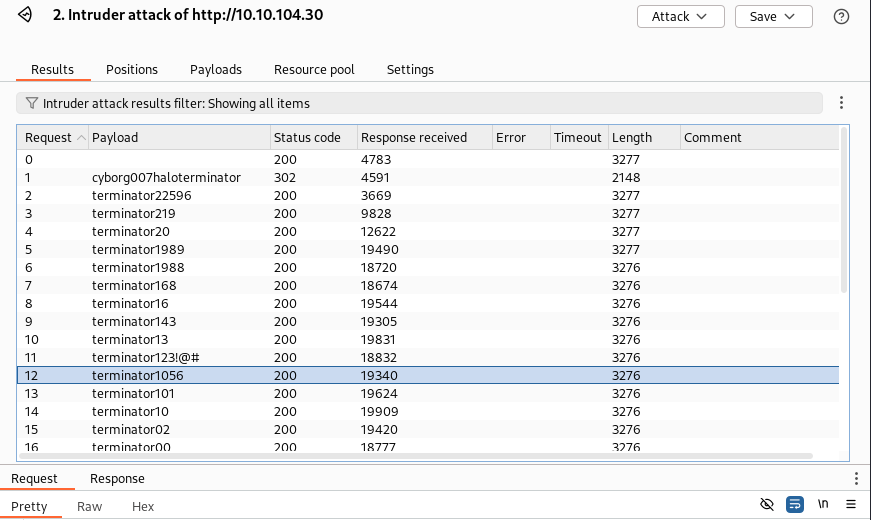 2. Intruder attack of http://10.10.104.30 Attack Save
Results Positions Payloads Resource pool Settings
Intruder attack results filter: Showing all items
Request Payload Status code Response received Error Timeout Length Comment
0 200 4783 3277
1 cyborg007haloterminator 302 4591 2148
2 terminator22596 200 3669 3277
3 terminator219 200 9828 3277
4 terminator20 200 12622 3277
5 terminator1989 200 19490 3277
6 terminator1988 200 18720 3276
7 terminator168 200 18674 3276
8 terminator16 200 19544 3276
9 terminator143 200 19305 3276
10 terminator13 200 19831 3276
11 terminator123!@# 200 18832 3276
12 terminator1056 200 19340 3276
13 terminator101 200 19624 3276
14 terminator10 200 19909 3276
15 terminator02 200 19420 3276
16 terminator00 200 18777 3276
Request Response
Pretty Raw Hex \n